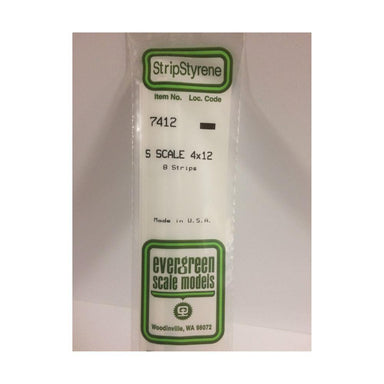 StripStyrene
Item No. Loc. Code
7412
S SCALE 4x12
8 Strips
Made in U.S.A.
evergreen
scale models
Woodinville, WA 98072